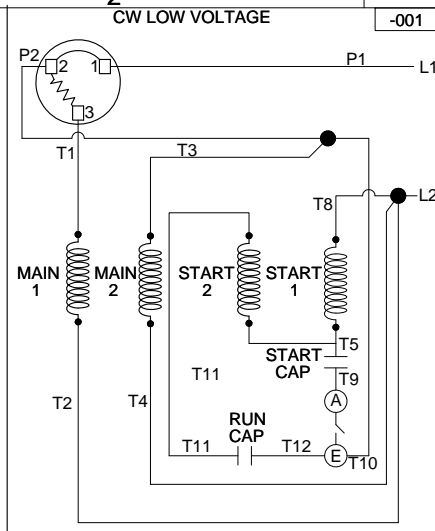 CW LOW VOLTAGE
-001
P2
2
1
P1
L1
3
T1
T3
T8
L2
MAIN
1
MAIN
2
START
2
START
1
T5
START
CAP
T9
T11
T2
T4
A
RUN
CAP
T11
T12
E
T10